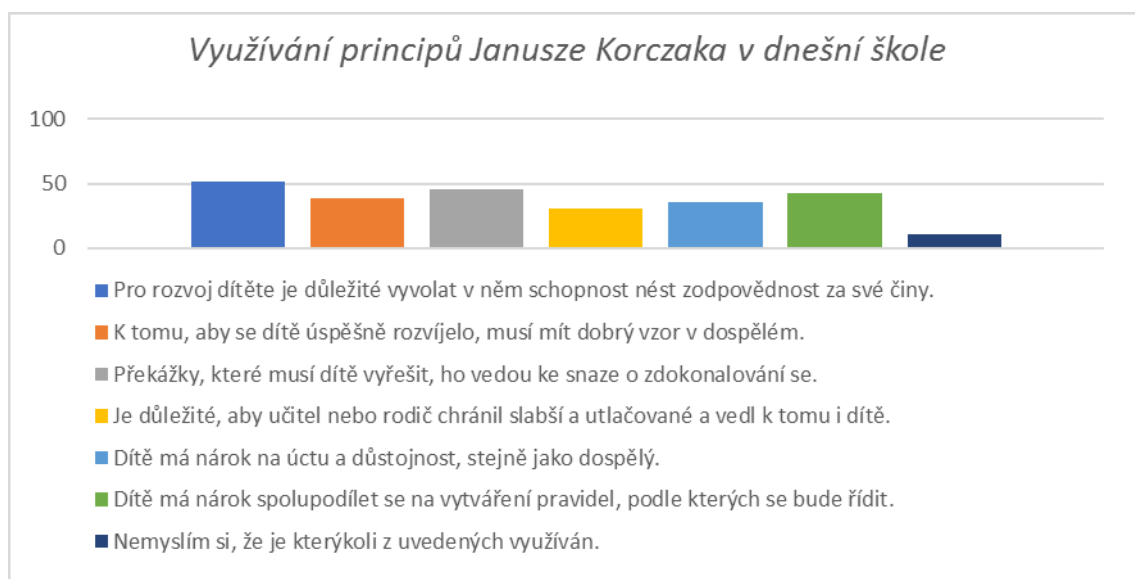 Využívání principů Janusze Korczaka v dnešní škole
100
50
0
Pro rozvoj dítěte je důležité vyvolat v něm schopnost nést zodpovědnost za své činy.
K tomu, aby se dítě úspěšně rozvíjelo, musí mít dobrý vzor v dospělém.
Překážky, které musí dítě vyřešit, ho vedou ke snaze o zdokonalování se.
Je důležité, aby učitel nebo rodič chránil slabší a utlačované a vedl k tomu i dítě.
Dítě má nárok na úctu a důstojnost, stejně jako dospělý.
Dítě má nárok spolupodílet se na vytváření pravidel, podle kterých se bude řídit.
Nemyslím si, že je kterýkoli z uvedených využíván.